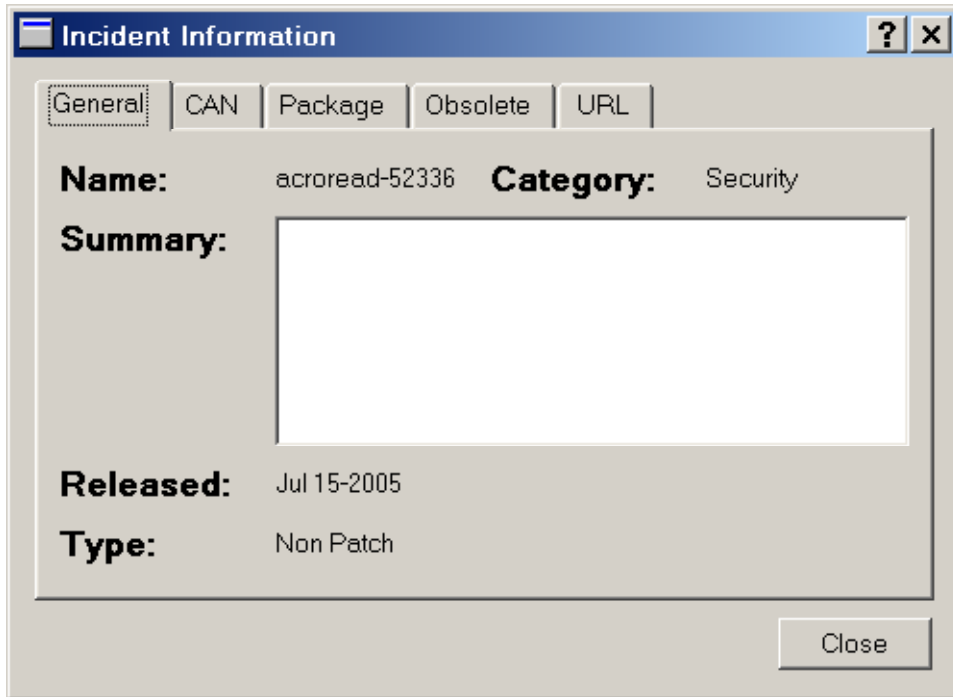 Incident Information
General CAN Package Obsolete URL
Name: acroread-52336 Category: Security
Summary:
Released: Jul 15-2005
Type: Non Patch
Close